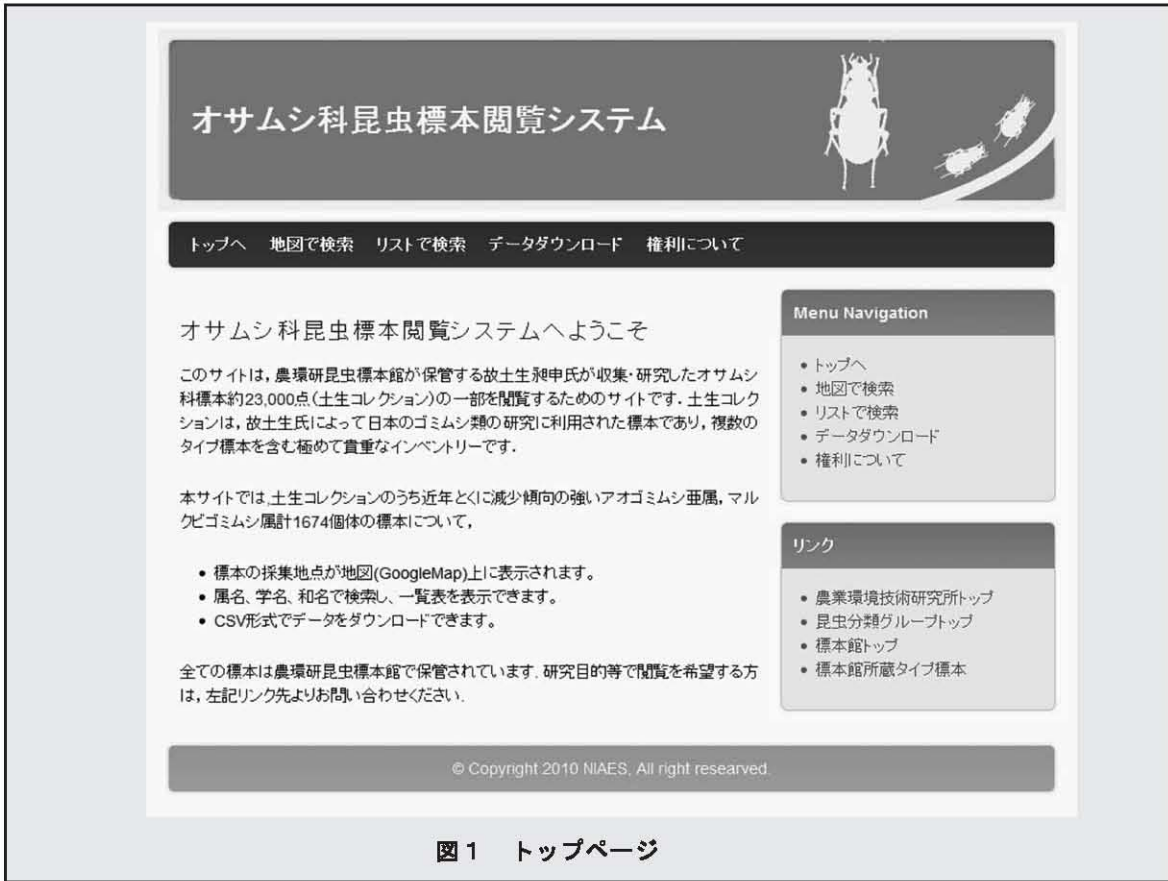 オサムシ科昆虫標本閲覧システム
トップへ 地図で検索 リストで検索 データダウンロード 権利について
オサムシ科昆虫標本閲覧システムへようこそ
このサイトは，農環研昆虫標本館が保管する故土生昶申氏が収集・研究したオサムシ
科標本約23,000点（土生コレクション）の一部を閲覧するためのサイトです．土生コレク
ションは，故土生氏によって日本のゴミムシ類の研究に利用された標本であり，複数の
タイプ標本を含む極めて貴重なインベントリーです．
本サイトでは，土生コレクションのうち近年とくに減少傾向の強いアオゴミムシ亜属，マル
クビゴミムシ属計1674個体の標本について，
• 標本の採集地点が地図(GoogleMap)上に表示されます。
• 属名、学名、和名で検索し、一覧表を表示できます。
• CSV形式でデータをダウンロードできます。
全ての標本は農環研昆虫標本館で保管されています．研究目的等で閲覧を希望する方
は，左記リンク先よりお問い合わせください．
Menu Navigation
• トップへ
• 地図で検索
• リストで検索
• データダウンロード
• 権利について
リンク
• 農業環境技術研究所トップ
• 昆虫分類グループトップ
• 標本館トップ
• 標本館所蔵タイプ標本
© Copyright 2010 NIAES, All right researved.
図1 トップページ